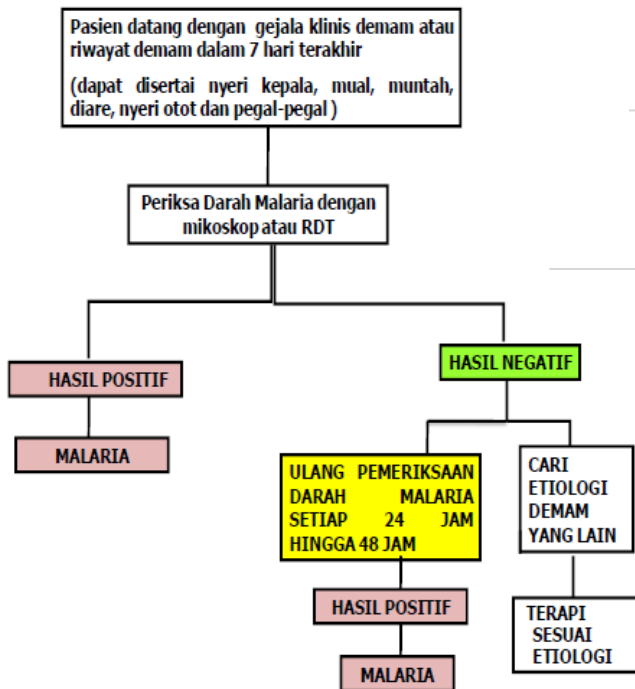 Pasien datang dengan gejala klinis demam atau
riwayat demam dalam 7 hari terakhir
(dapat disertai nyeri kepala, mual, muntah,
diare, nyeri otot dan pegal-pegal )
Periksa Darah Malaria dengan
mikoskop atau RDT
HASIL POSITIF
MALARIA
HASIL NEGATIF
ULANG PEMERIKSAAN
DARAH MALARIA
SETIAP 24 JAM
HINGGA 48 JAM
HASIL POSITIF
MALARIA
CARI
ETIOLOGI
DEMAM
YANG LAIN
TERAPI
SESUAI
ETIOLOGI